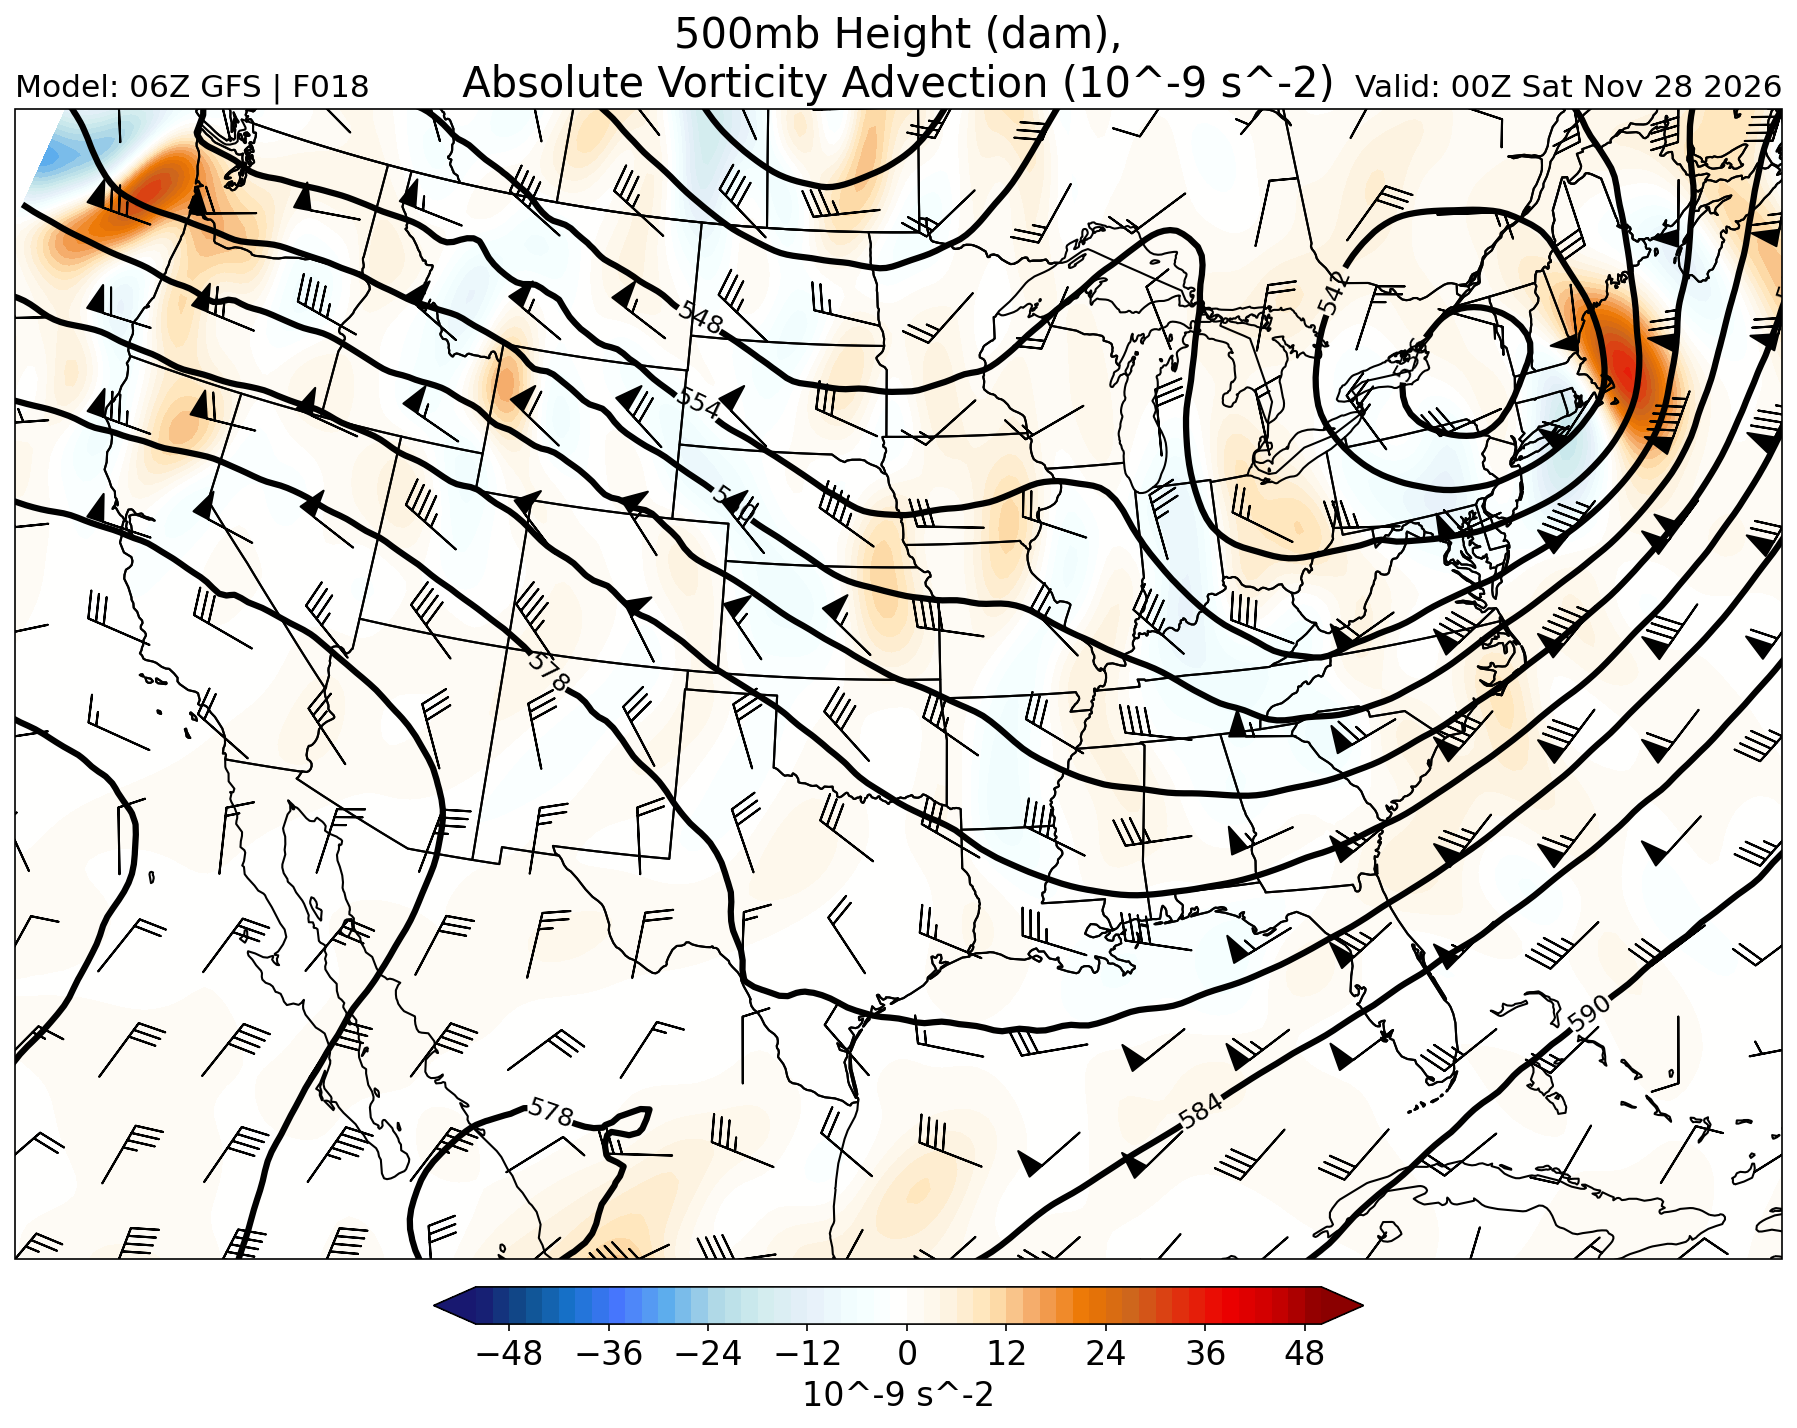 500mb Height (dam),
Model: 06Z GFS | F018
Absolute Vorticity Advection (10^-9 s^-2)
Valid: 00Z Sat Nov 28 2026
542
548
554
578
590
578
584
−48 −36 −24 −12 0 12 24 36 48
10^-9 s^-2